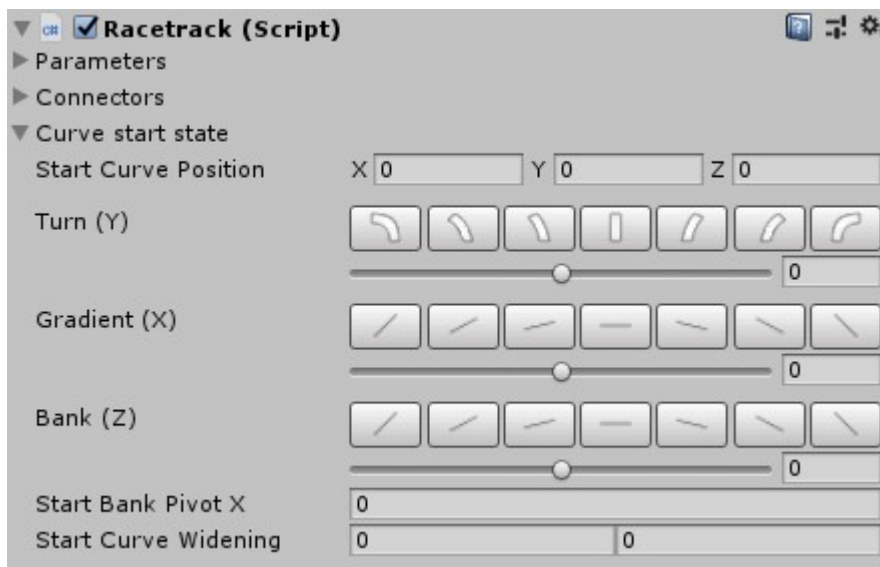 c# Racetrack (Script)
Parameters
Connectors
Curve start state
Start Curve Position X 0 Y 0 Z 0
Turn (Y)
0
Gradient (X)
0
Bank (Z)
0
Start Bank Pivot X 0
Start Curve Widening 0 0